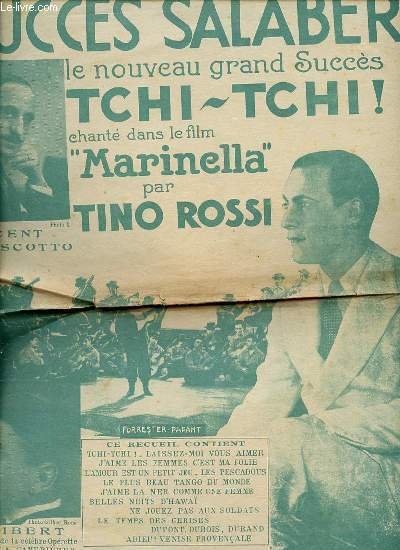 Le-livre.com
UCCÈS SALABER
le nouveau grand Succès
TCHI~TCHI!
chanté dans le film
"Marinella"
par
TINO ROSSI
CENT
SCOTTO
FORRESTER-PARANT
CE RECUEIL CONTIENT
TCHI-TCHI!. LAISSEZ-MOI VOUS AIMER
J'AIME LES FEMMES C'EST MA FOLIE
L'AMOUR EST UN PETIT JEU. LES PESCADOUS
LE PLUS BEAU TANGO DU MONDE
J'AIME LA MER COMME UNE FEMME
BELLES NUITS D'HAWAÏ
NE JOUEZ PAS AUX SOLDATS
LE TEMPS DES CERISES
DUPONT, DUBOIS, DURAND
ADIEU VENISE PROVENÇALE
IBERT
de la célèbre Opérette